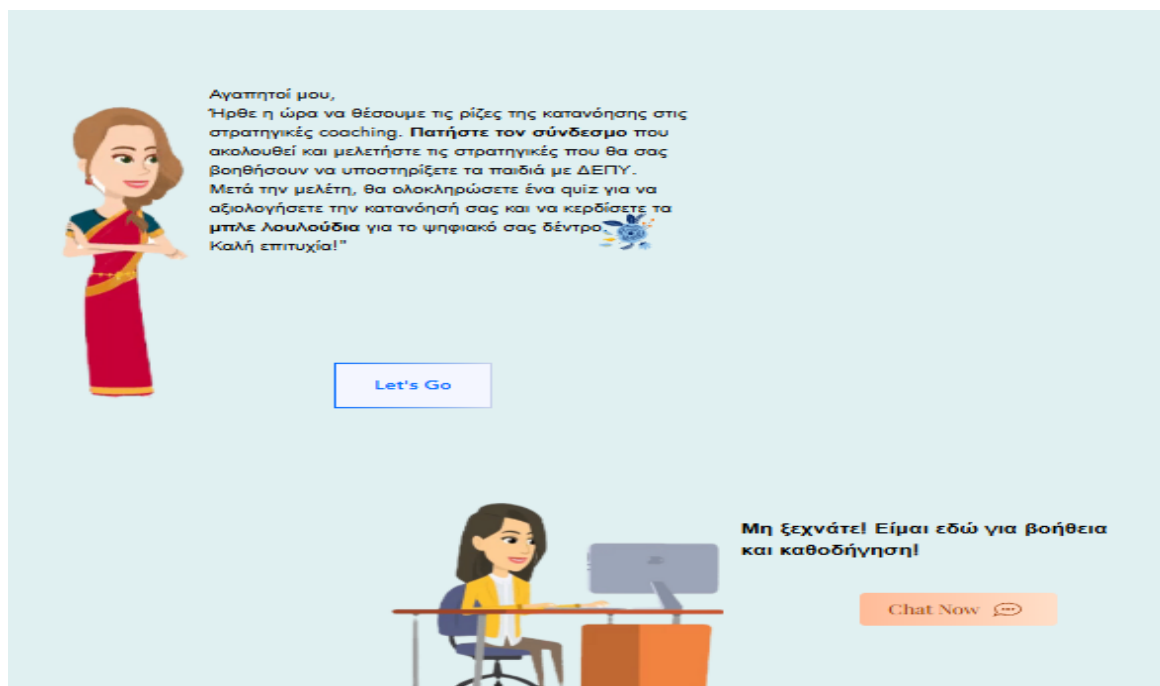 Αγαπητοί μου,
Ήρθε η ώρα να θέσουμε τις ρίζες της κατανόησης στις
στρατηγικές coaching. Πατήστε τον σύνδεσμο που
ακολουθεί και μελετήστε τις στρατηγικές που θα σας
βοηθήσουν να υποστηρίξετε τα παιδιά με ΔΕΠΥ.
Μετά την μελέτη, θα ολοκληρώσετε ένα quiz για να
αξιολογήσετε την κατανόησή σας και να κερδίσετε τα
μπλε λουλούδια για το ψηφιακό σας δέντρο
Καλή επιτυχία!"
Let's Go
Μη ξεχνάτε! Είμαι εδώ για βοήθεια
και καθοδήγηση!
Chat Now